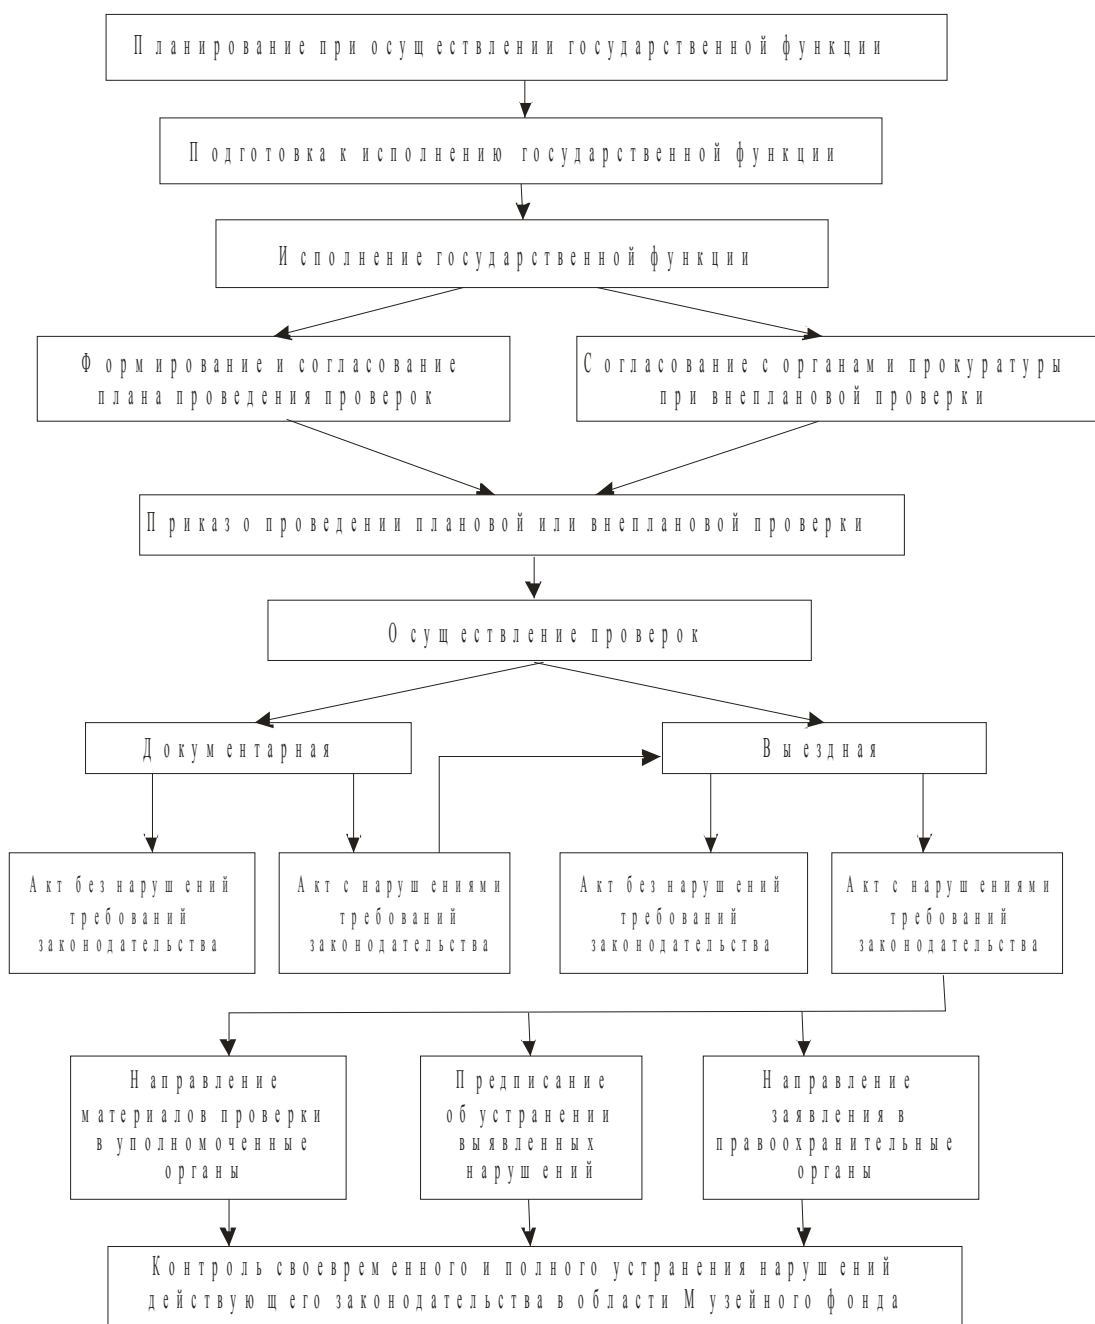 Планирование при осуществлении государственной функции
Подготовка к исполнению государственной функции
Исполнение государственной функции
Формирование и согласование
плана проведения проверок
Согласование с органами прокуратуры
при внеплановой проверки
Приказ о проведении плановой или внеплановой проверки
Осуществление проверок
Документарная
Выездная
Акт без нарушений
требований
законодательства
Акт с нарушениями
требований
законодательства
Акт без нарушений
требований
законодательства
Акт с нарушениями
требований
законодательства
Направление
материалов проверки
в уполномоченные
органы
Предписание
об устранении
выявленных
нарушений
Направление
заявления в
правоохранительные
органы
Контроль своевременного и полного устранения нарушений
действующего законодательства в области Музейного фонда